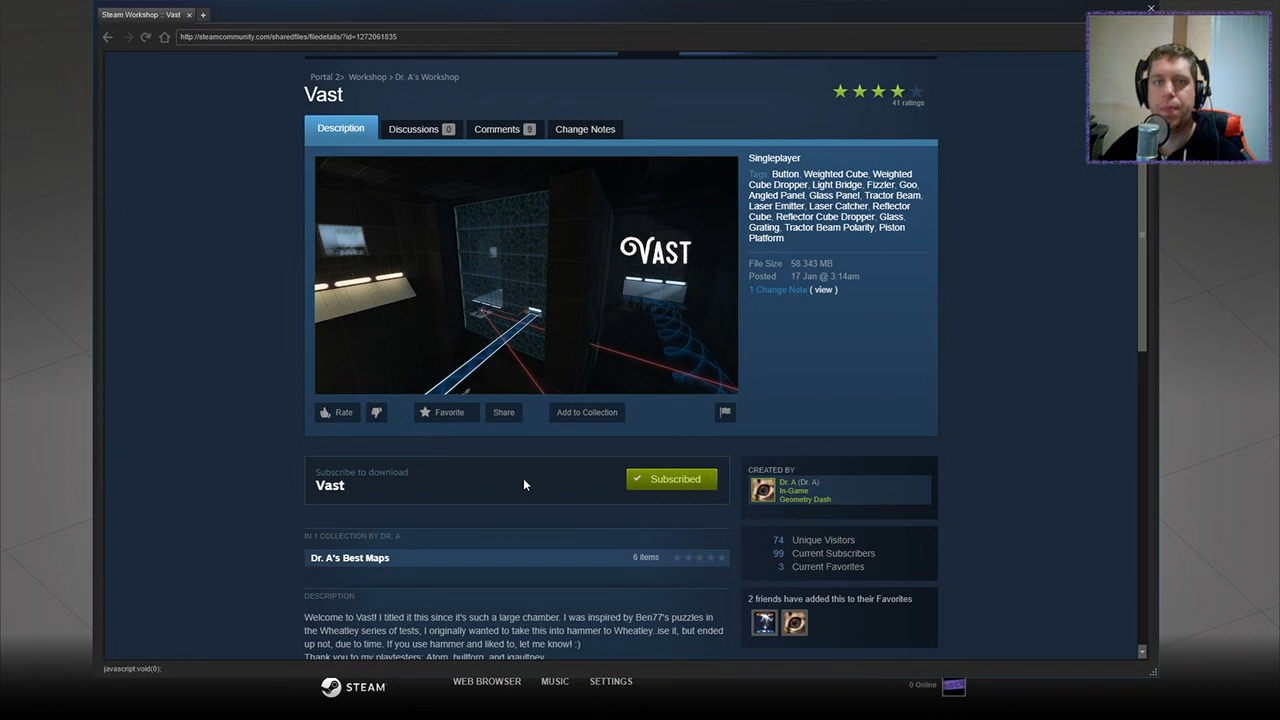 Steam Workshop :: Vast
http://steamcommunity.com/sharedfiles/filedetails/?id=1272061835
Portal 2> Workshop > Dr. A's Workshop
Vast
41 ratings
Description
Discussions 0
Comments 9
Change Notes
VAST
Singleplayer
Tags: Button, Weighted Cube, Weighted
Cube Dropper, Light Bridge, Fizzler, Goo,
Angled Panel, Glass Panel, Tractor Beam,
Laser Emitter, Laser Catcher, Reflector
Cube, Reflector Cube Dropper, Glass,
Grating, Tractor Beam Polarity, Piston
Platform
File Size 58.343 MB
Posted 17 Jan @ 3:14am
1 Change Note ( view )
Rate
Favorite
Share
Add to Collection
Subscribe to download
Vast
Subscribed
CREATED BY
Dr. A (Dr. A)
In-Game
Geometry Dash
IN 1 COLLECTION BY DR. A
Dr. A's Best Maps 6 items
74 Unique Visitors
99 Current Subscribers
3 Current Favorites
DESCRIPTION
Welcome to Vast! I titled it this since it's such a large chamber. I was inspired by Ben77's puzzles in
the Wheatley series of tests, I originally wanted to take this into hammer to Wheatley..ise it, but ended
up not, due to time. If you use hammer and liked to, let me know! :)
Thank you to my playtesters: Atom, bullforg, and jgaultney
2 friends have added this to their Favorites
javascript:void(0);
STEAM
WEB BROWSER
MUSIC
SETTINGS
0 Online